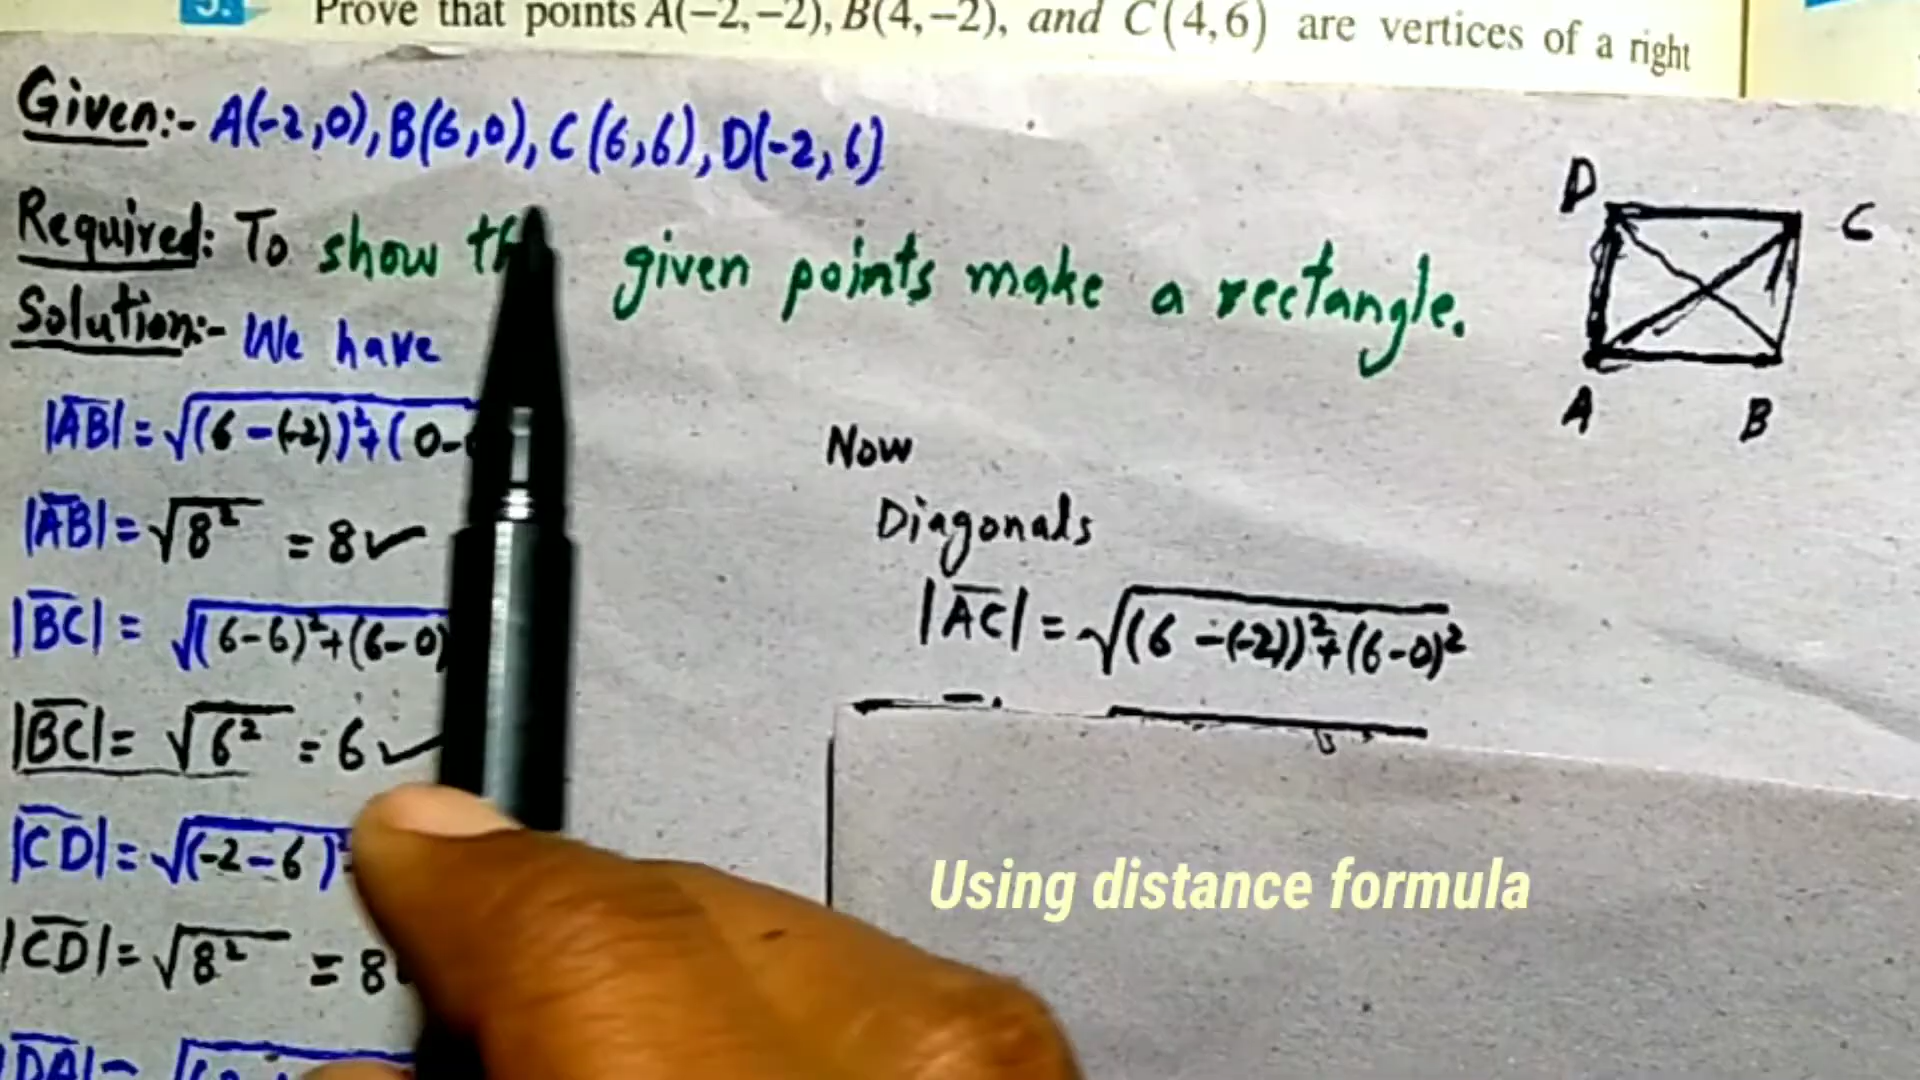 5. Prove that points A(−2,−2), B(4,−2), and C(4,6) are vertices of a right
Given:- A(-2,0), B(6,0), C(6,6), D(-2,6)
Required: To show given points make a rectangle.
Solution:- We have
|AB| = √(6-(-2))²+(0-
|AB| = √8² = 8✓
|BC| = √(6-6)²+(6-0)
|BC| = √6² = 6✓
|CD| = √(-2-6)²
|CD| = √8² = 8
|DA| = √
D C
A B
Now
Diagonals
|AC| = √(6-(-2))²+(6-0)²
Using distance formula